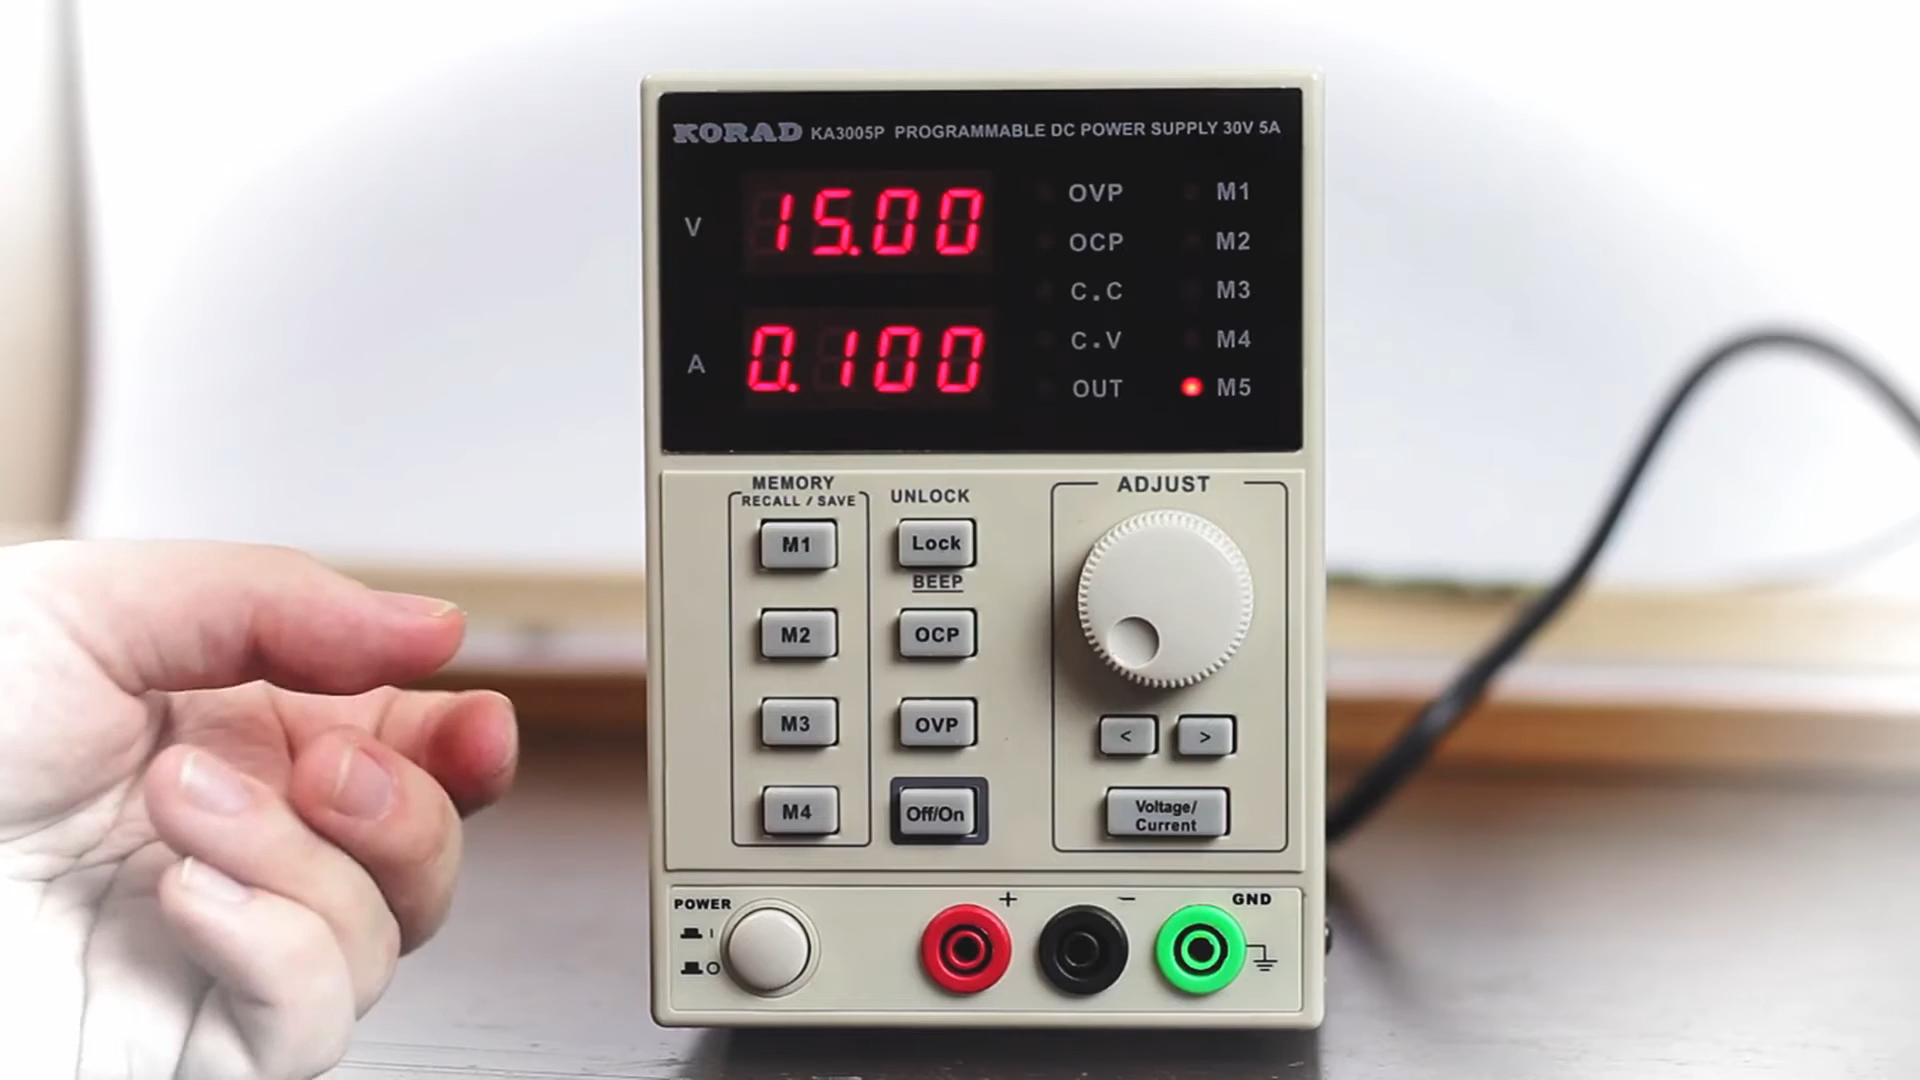 KORAD KA3005P PROGRAMMABLE DC POWER SUPPLY 30V 5A
V 15.00
A 0.100
OVP M1
OCP M2
C.C M3
C.V M4
OUT M5
MEMORY
RECALL / SAVE
M1
M2
M3
M4
UNLOCK
Lock
BEEP
OCP
OVP
Off/On
ADJUST
< >
Voltage/
Current
POWER
I
O
+ −
GND